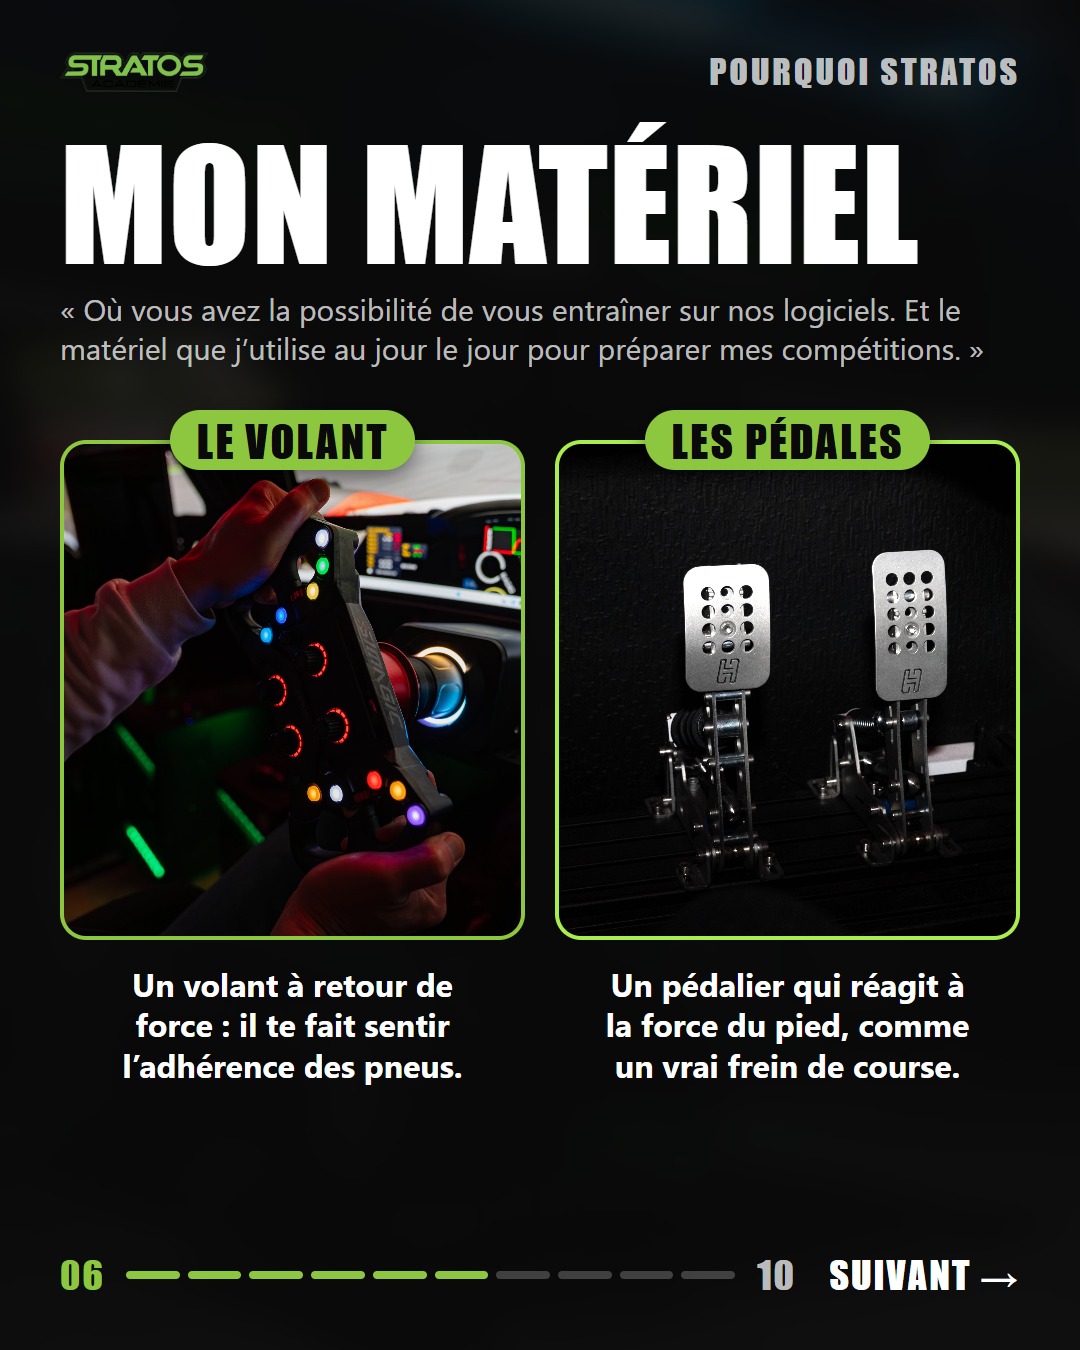 STRATOS
ACADEMIE
POURQUOI STRATOS
MON MATÉRIEL
« Où vous avez la possibilité de vous entraîner sur nos logiciels. Et le
matériel que j’utilise au jour le jour pour préparer mes compétitions. »
LE VOLANT
LES PÉDALES
Un volant à retour de
force : il te fait sentir
l’adhérence des pneus.
Un pédalier qui réagit à
la force du pied, comme
un vrai frein de course.
06
10
SUIVANT →